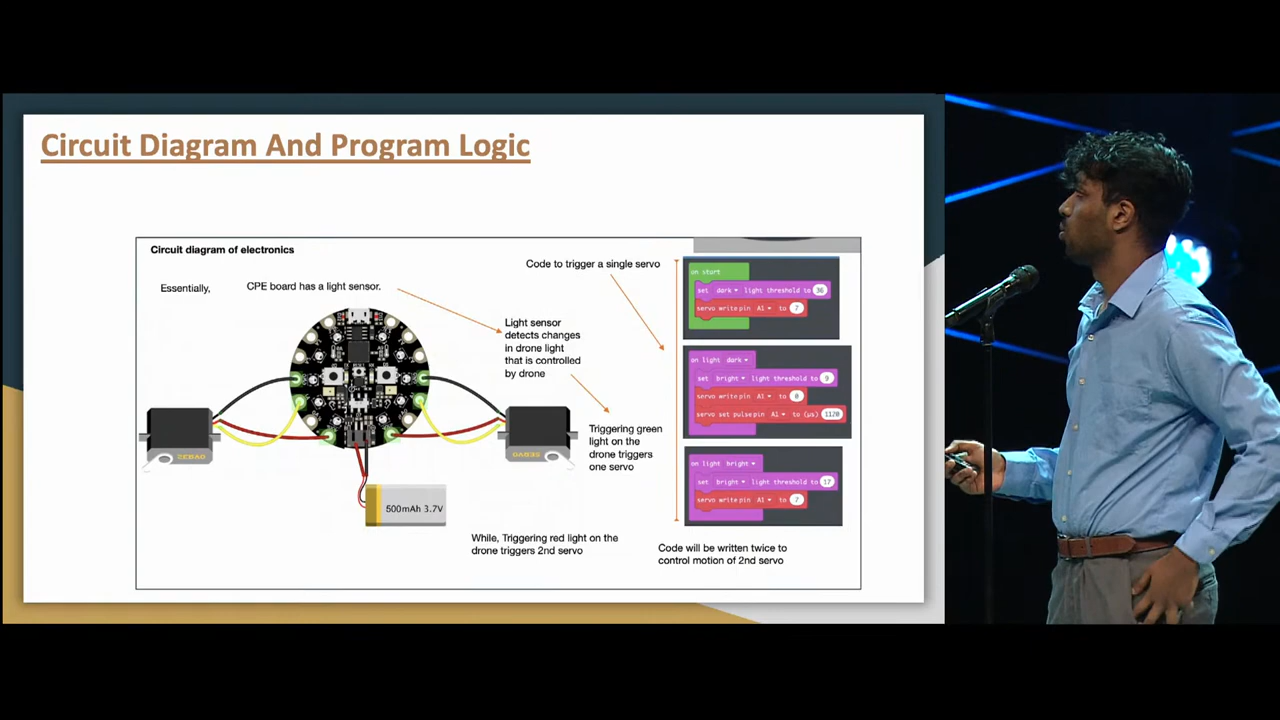 Circuit Diagram And Program Logic
Circuit diagram of electronics
Essentially,
CPE board has a light sensor.
Code to trigger a single servo
Light sensor
detects changes
in drone light
that is controlled
by drone
Triggering green
light on the
drone triggers
one servo
500mAh 3.7V
While, Triggering red light on the
drone triggers 2nd servo
on start
set dark light threshold to 36
servo write pin A1 to 7
on light dark
set bright light threshold to 9
servo write pin A1 to 0
servo set pulse pin A1 to (µs) 1120
on light bright
set bright light threshold to 17
servo write pin A1 to 7
Code will be written twice to
control motion of 2nd servo